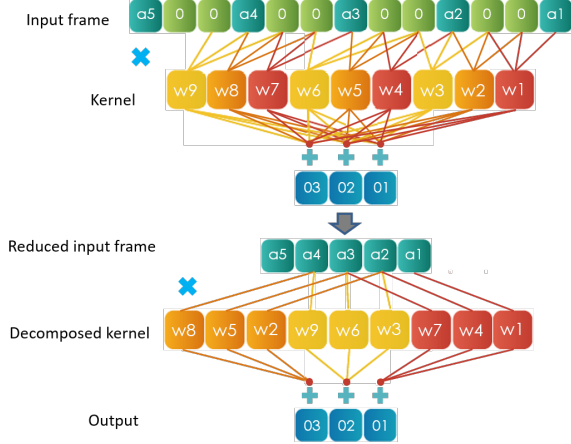 Input frame a5 0 0 a4 0 0 a3 0 0 a2 0 0 a1
Kernel w9 w8 w7 w6 w5 w4 w3 w2 w1
03 02 01
Reduced input frame
a5 a4 a3 a2 a1
Decomposed kernel w8 w5 w2 w9 w6 w3 w7 w4 w1
Output 03 02 01